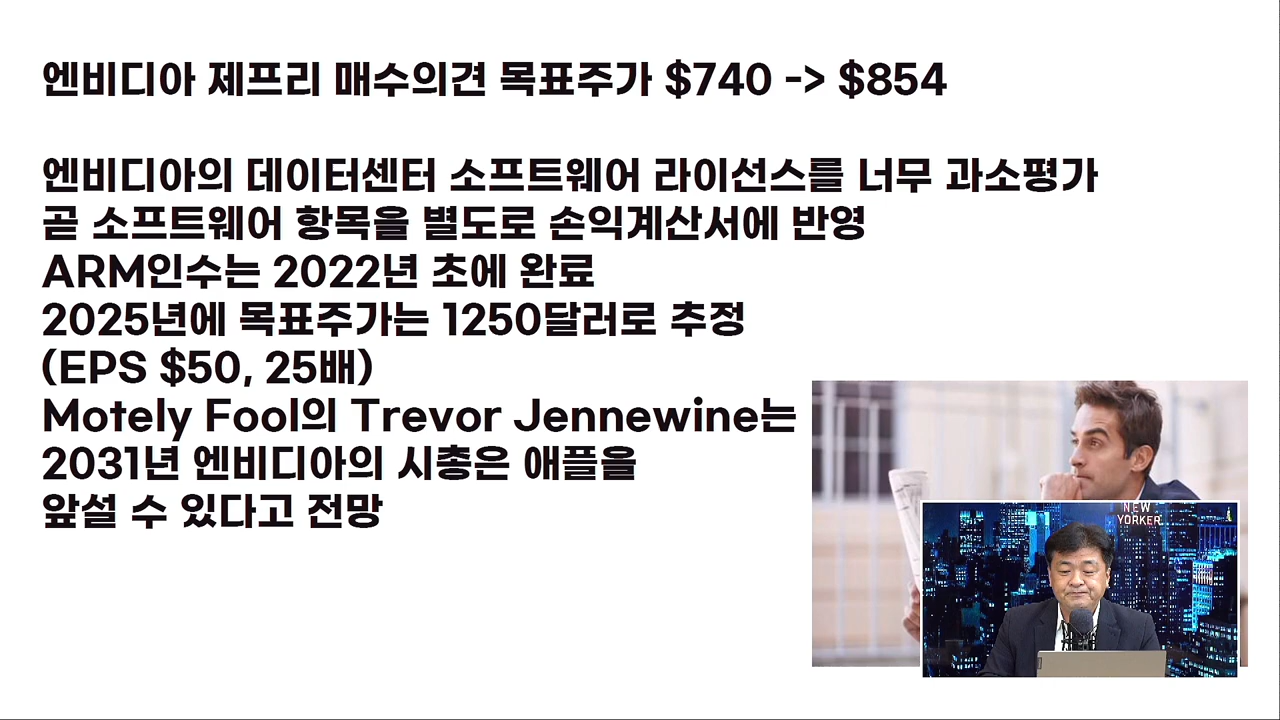 엔비디아 제프리 매수의견 목표주가 $740 -> $854
엔비디아의 데이터센터 소프트웨어 라이선스를 너무 과소평가
곧 소프트웨어 항목을 별도로 손익계산서에 반영
ARM인수는 2022년 초에 완료
2025년에 목표주가는 1250달러로 추정
(EPS $50, 25배)
Motely Fool의 Trevor Jennewine는
2031년 엔비디아의 시총은 애플을
앞설 수 있다고 전망
NEW
YORKER